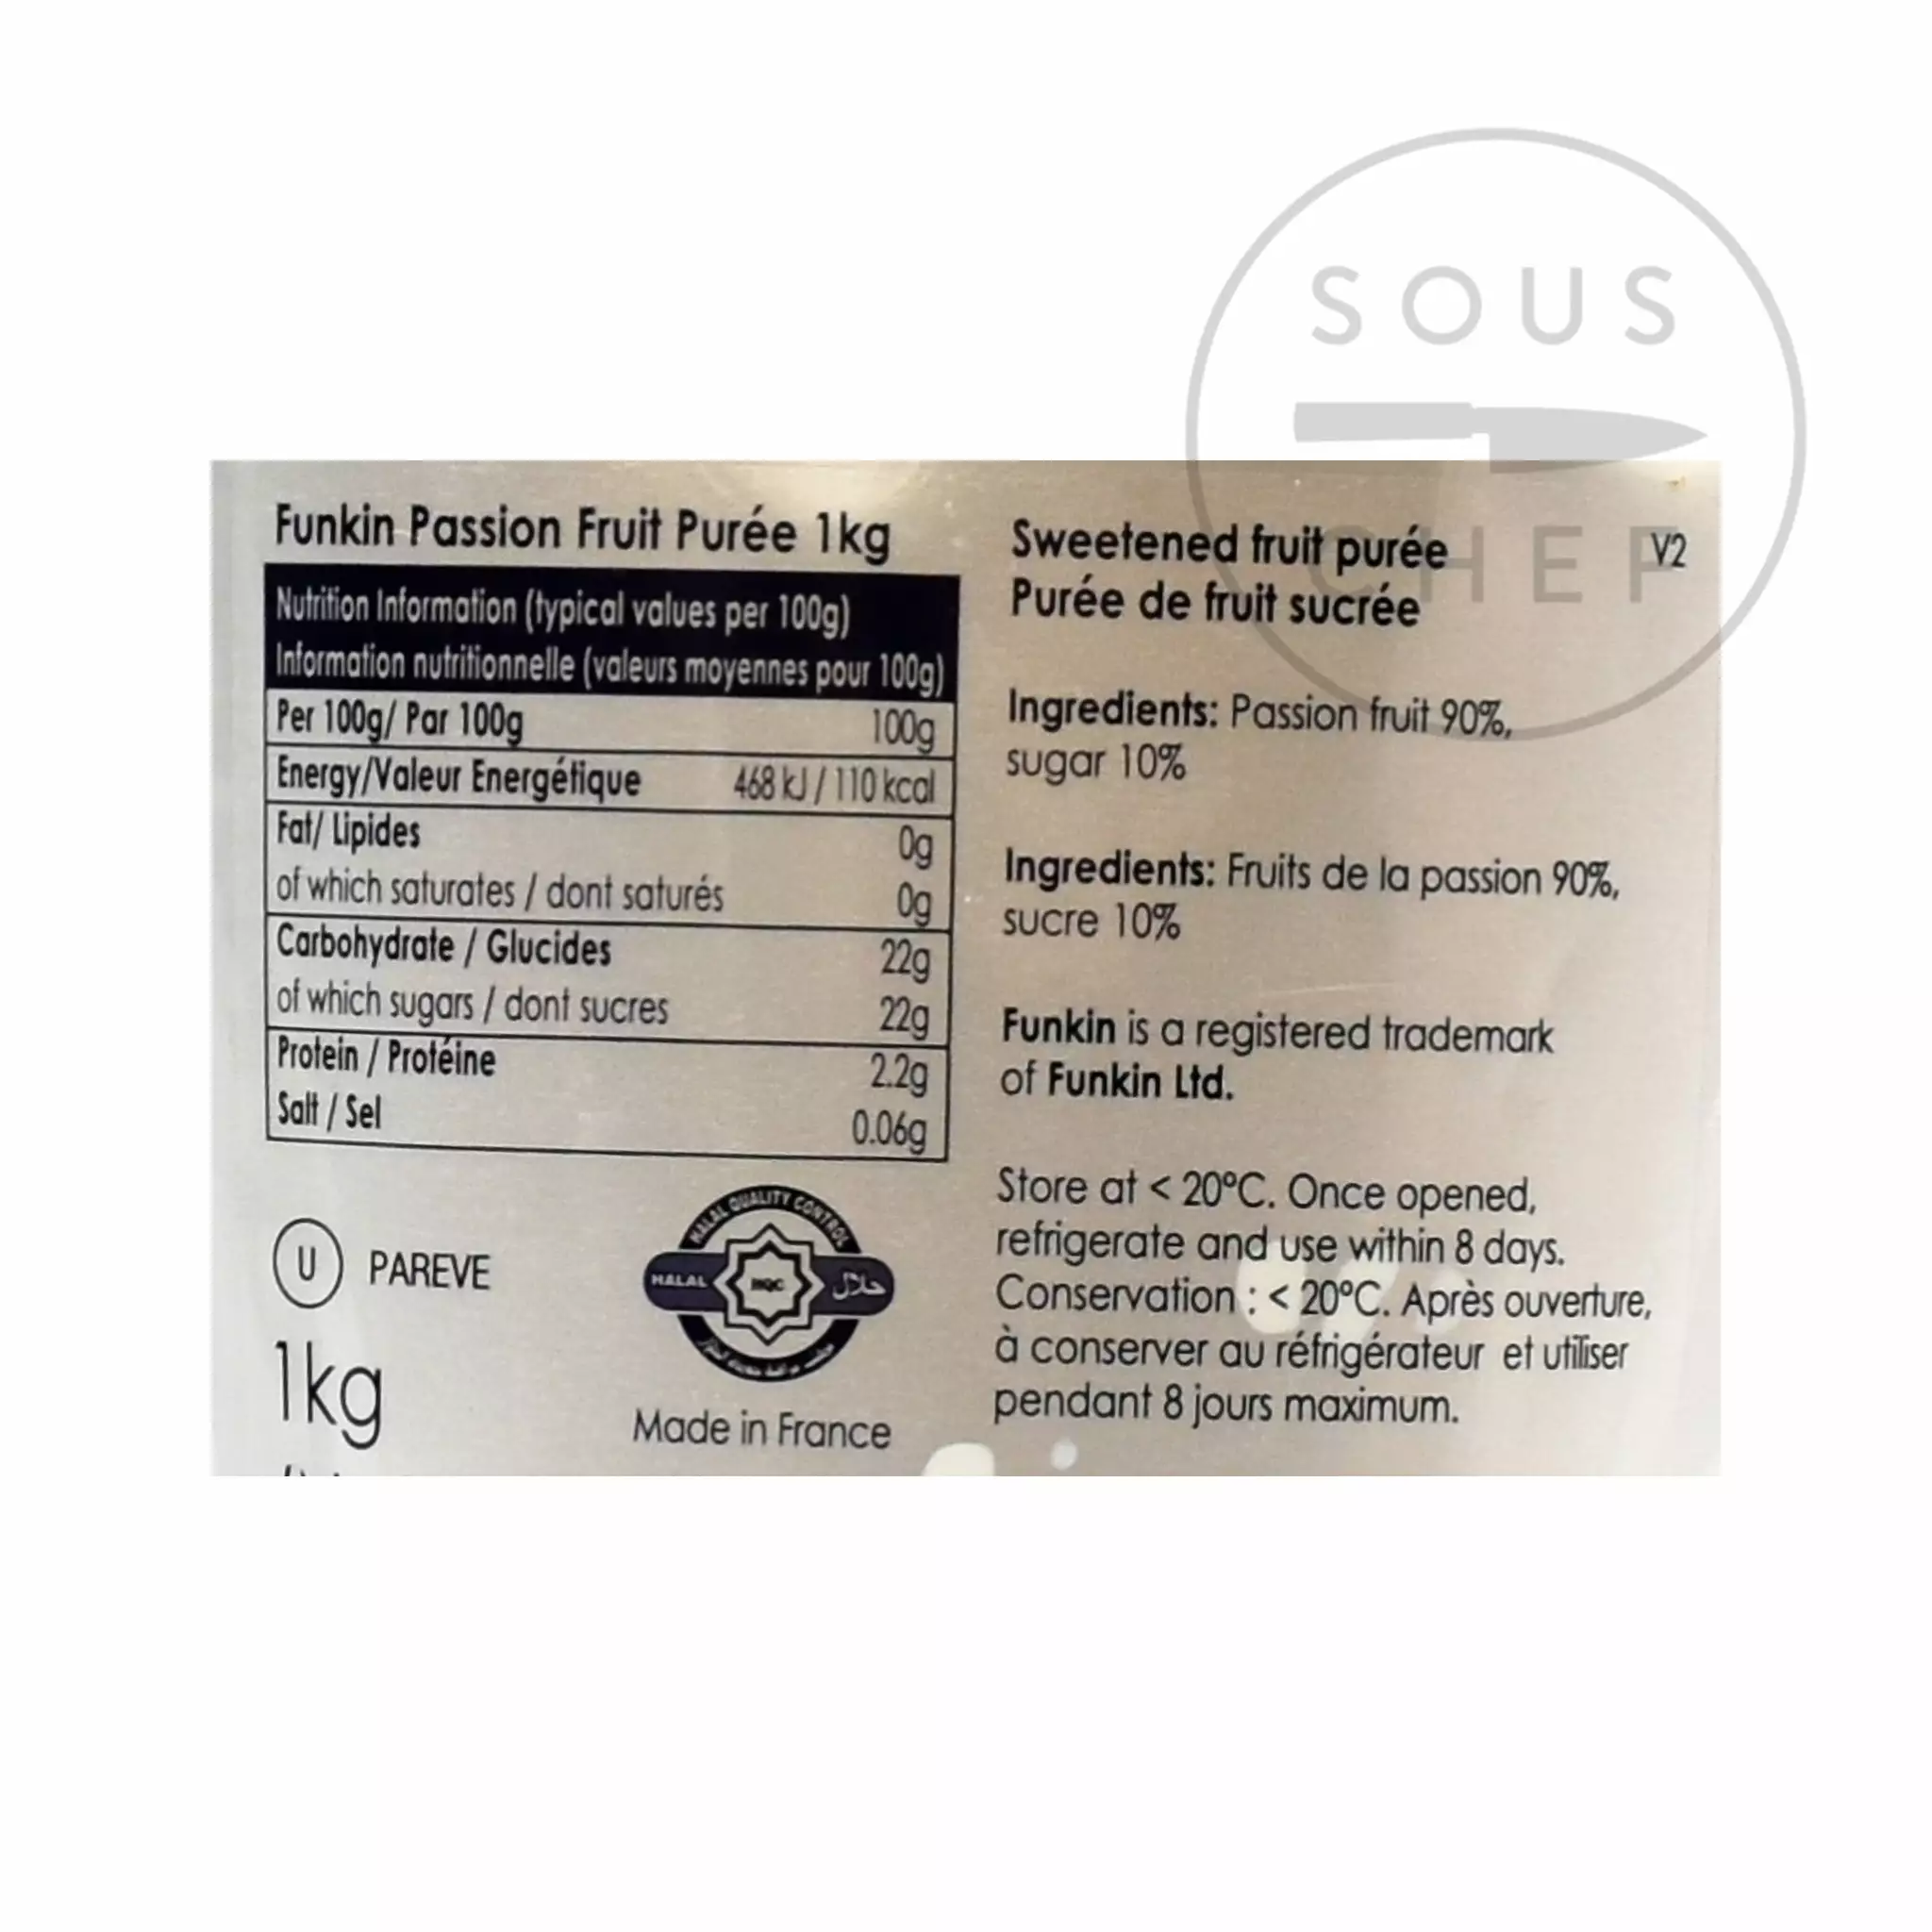 SOUS
CHEF
Funkin Passion Fruit Purée 1kg
Nutrition Information (typical values per 100g)
Information nutritionnelle (valeurs moyennes pour 100g)
Per 100g/ Par 100g 100g
Energy/Valeur Energétique 468 kJ / 110 kcal
Fat/ Lipides 0g
of which saturates / dont saturés 0g
Carbohydrate / Glucides 22g
of which sugars / dont sucres 22g
Protein / Protéine 2.2g
Salt / Sel 0.06g
U PAREVE
1kg
HALAL QUALITY CONTROL
HALAL HQC حلال
Made in France
Sweetened fruit purée V2
Purée de fruit sucrée
Ingredients: Passion fruit 90%,
sugar 10%
Ingredients: Fruits de la passion 90%,
sucre 10%
Funkin is a registered trademark
of Funkin Ltd.
Store at < 20°C. Once opened,
refrigerate and use within 8 days.
Conservation : < 20°C. Après ouverture,
à conserver au réfrigérateur et utiliser
pendant 8 jours maximum.